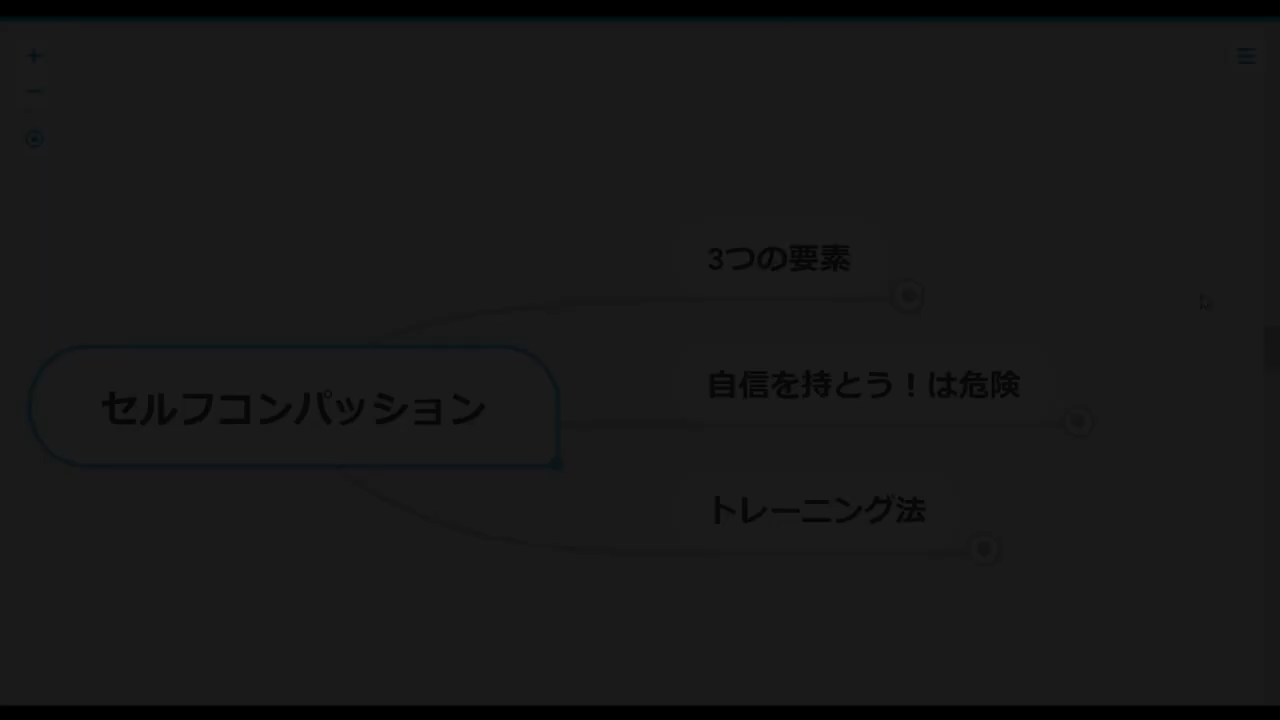 3つの要素
自信を持とう！は危険
セルフコンパッション
トレーニング法